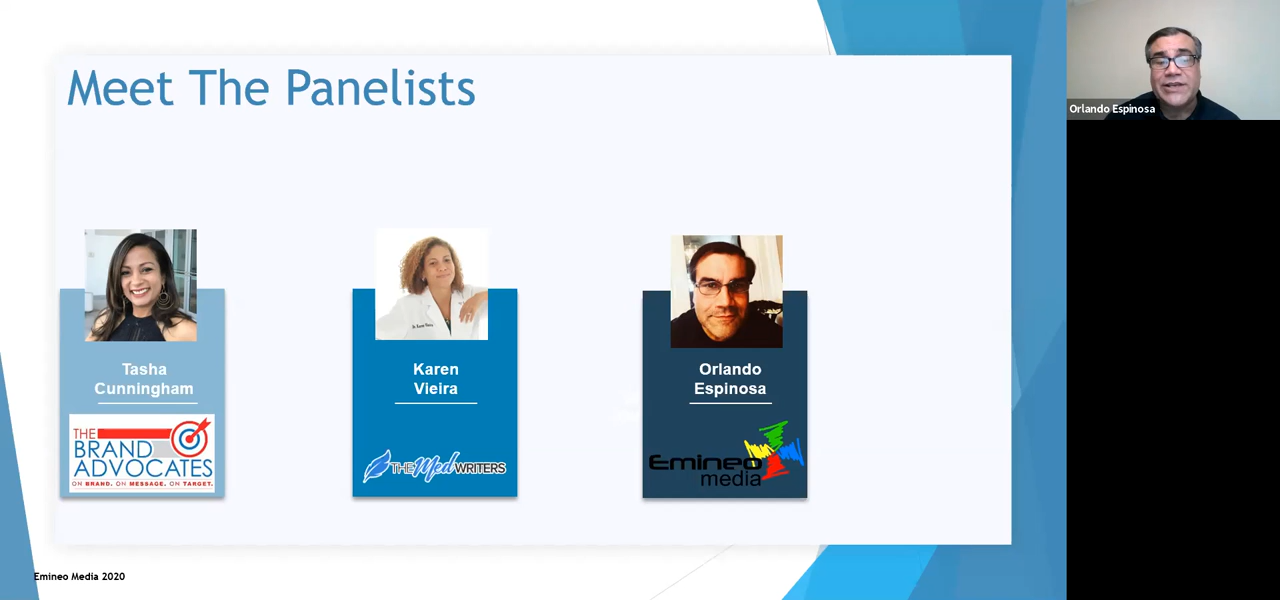 Meet The Panelists
Orlando Espinosa
Tasha
Cunningham
THE
BRAND
ADVOCATES
ON BRAND. ON MESSAGE. ON TARGET.
Karen
Vieira
THE Med WRITERS
Orlando
Espinosa
Emineo
media
Emineo Media 2020